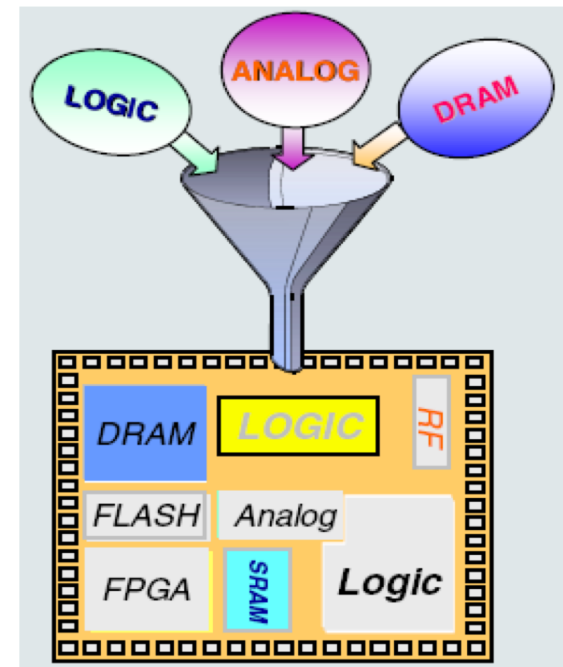 LOGIC
ANALOG
DRAM
DRAM
LOGIC
RF
FLASH
Analog
FPGA
SRAM
Logic